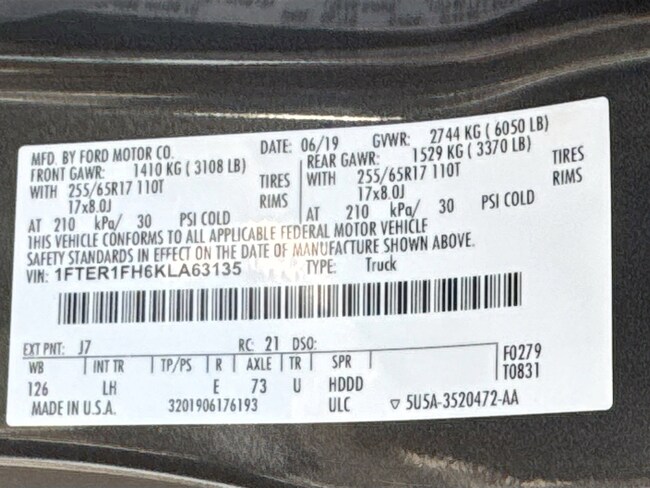 MFD. BY FORD MOTOR CO. DATE: 06/19 GVWR: 2744 KG ( 6050 LB)
FRONT GAWR: 1410 KG ( 3108 LB) REAR GAWR: 1529 KG ( 3370 LB)
WITH 255/65R17 110T TIRES WITH 255/65R17 110T TIRES
17x8.0J RIMS 17x8.0J RIMS
AT 210 kPa/ 30 PSI COLD AT 210 kPa/ 30 PSI COLD
THIS VEHICLE CONFORMS TO ALL APPLICABLE FEDERAL MOTOR VEHICLE
SAFETY STANDARDS IN EFFECT ON THE DATE OF MANUFACTURE SHOWN ABOVE.
VIN: 1FTER1FH6KLA63135 TYPE: Truck
EXT PNT: J7 RC: 21 DSO:
WB INT TR TP/PS R AXLE TR SPR F0279
126 LH E 73 U HDDD T0831
MADE IN U.S.A. 3201906176193 ULC ▽ 5U5A-3520472-AA